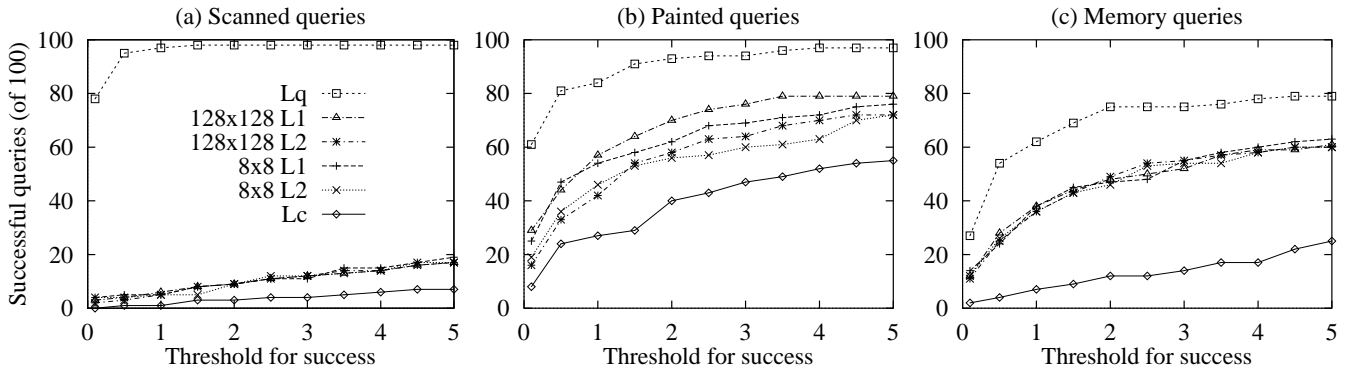 (a) Scanned queries
(b) Painted queries
(c) Memory queries
Successful queries (of 100)
100
80
60
40
20
0
Lq
128x128 L1
128x128 L2
8x8 L1
8x8 L2
Lc
0 1 2 3 4 5
Threshold for success
100
80
60
40
20
0
0 1 2 3 4 5
Threshold for success
100
80
60
40
20
0
0 1 2 3 4 5
Threshold for success